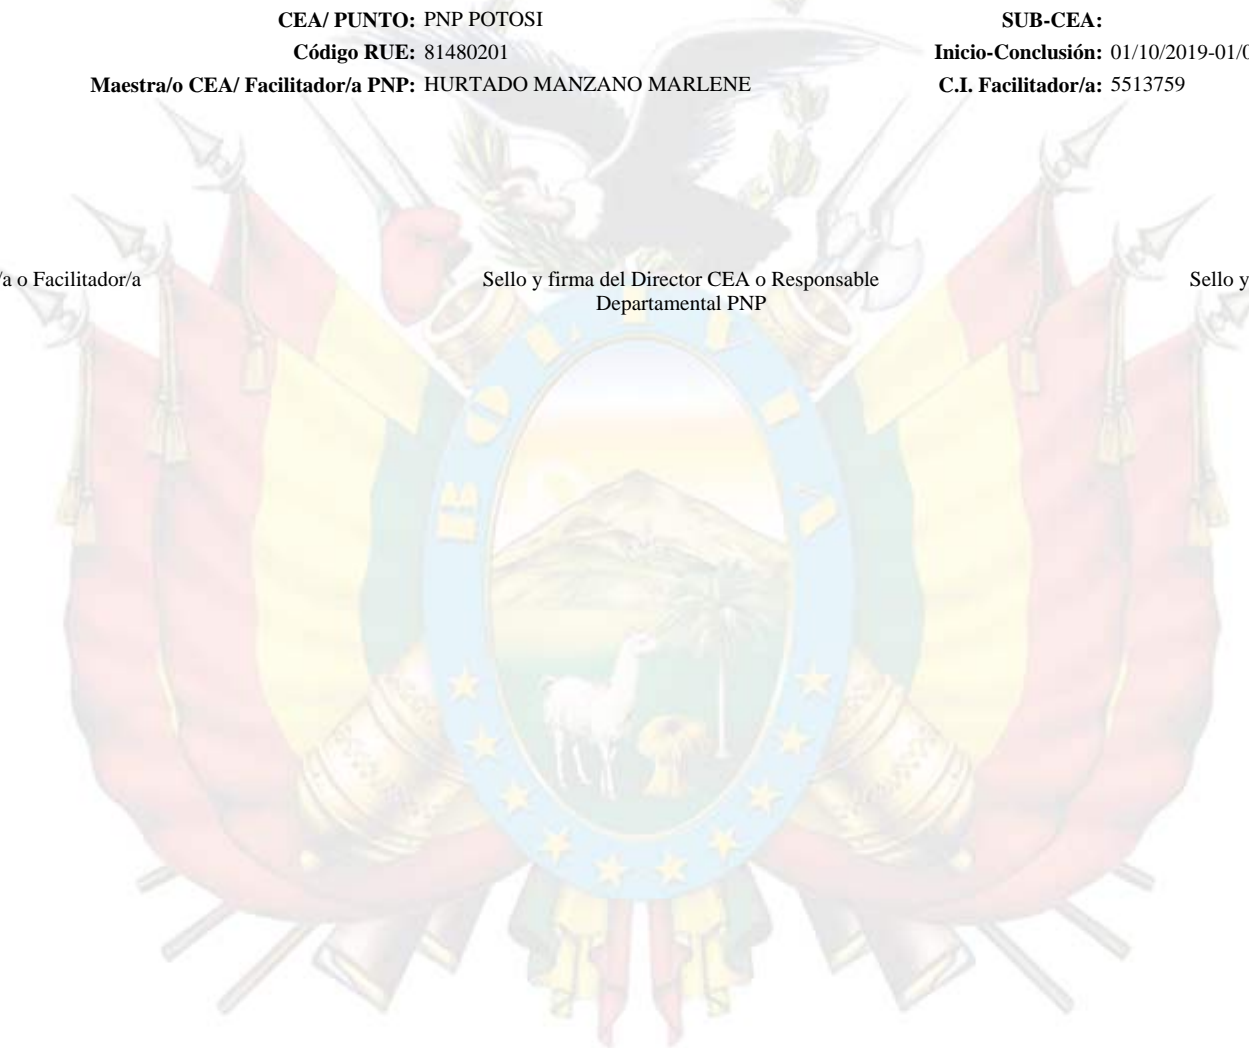 CEA/ PUNTO: PNP POTOSI SUB-CEA:
Código RUE: 81480201 Inicio-Conclusión: 01/10/2019-01/0
Maestra/o CEA/ Facilitador/a PNP: HURTADO MANZANO MARLENE C.I. Facilitador/a: 5513759
/a o Facilitador/a Sello y firma del Director CEA o Responsable Sello y
Departamental PNP
BOLIVIA